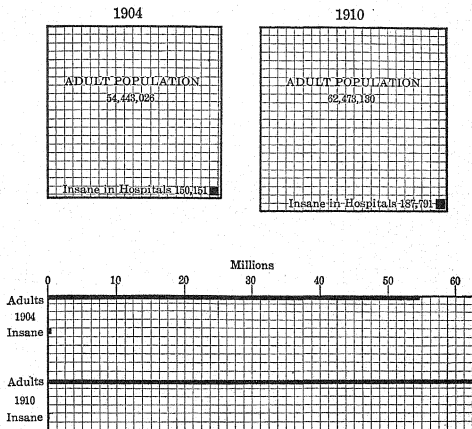 1904
ADULT POPULATION
54,443,026
Insane in Hospitals 150,151
1910
ADULT POPULATION
62,473,130
Insane in Hospitals 187,791
Millions
0 10 20 30 40 50 60
Adults
1904
Insane
Adults
1910
Insane